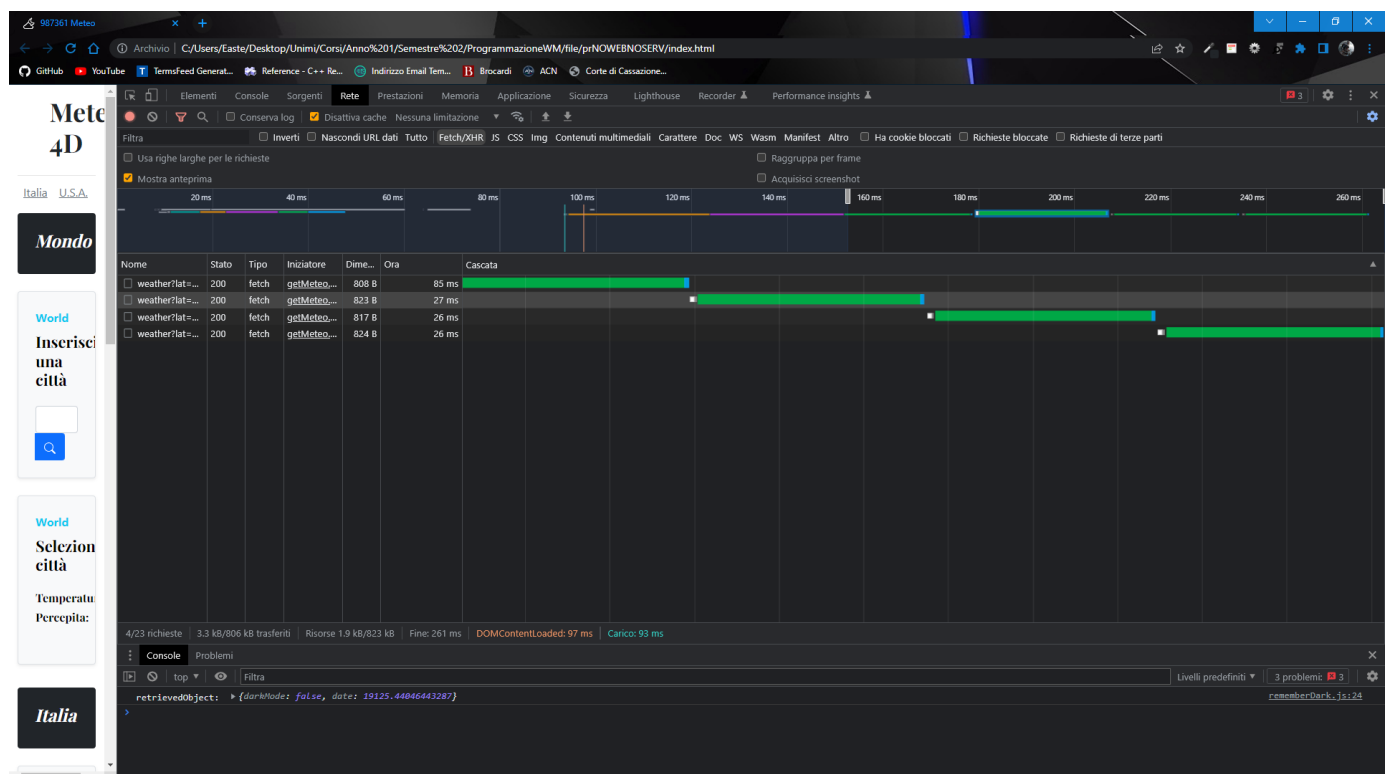 987361 Meteo
Archivio | C:/Users/Easte/Desktop/Unimi/Corsi/Anno%201/Semestre%202/ProgrammazioneWM/file/prNOWEBNOSERV/index.html
GitHub YouTube TermsFeed Generat... Reference - C++ Re... Indirizzo Email Tem... Brocardi ACN Corte di Cassazione...
Elementi Console Sorgenti Rete Prestazioni Memoria Applicazione Sicurezza Lighthouse Recorder Performance insights 3
Conserva log Disattiva cache Nessuna limitazione
Filtra Inverti Nascondi URL dati Tutto Fetch/XHR JS CSS Img Contenuti multimediali Carattere Doc WS Wasm Manifest Altro Ha cookie bloccati Richieste bloccate Richieste di terze parti
Usa righe larghe per le richieste Raggruppa per frame
Mostra anteprima Acquisisci screenshot
20 ms 40 ms 60 ms 80 ms 100 ms 120 ms 140 ms 160 ms 180 ms 200 ms 220 ms 240 ms 260 ms
Nome Stato Tipo Iniziatore Dime... Ora Cascata
weather?lat=... 200 fetch getMeteo.... 808 B 85 ms
weather?lat=... 200 fetch getMeteo.... 823 B 27 ms
weather?lat=... 200 fetch getMeteo.... 817 B 26 ms
weather?lat=... 200 fetch getMeteo.... 824 B 26 ms
4/23 richieste 3.3 kB/806 kB trasferiti Risorse 1.9 kB/823 kB Fine: 261 ms DOMContentLoaded: 97 ms Carico: 93 ms
Console Problemi
top Filtra Livelli predefiniti 3 problemi: 3
retrievedObject: {darkMode: false, date: 19125.44046443287} rememberDark.js:24
Mete
4D
Italia U.S.A.
Mondo
World
Inserisci
una
città
World
Selezion
città
Temperatu
Percepita:
Italia